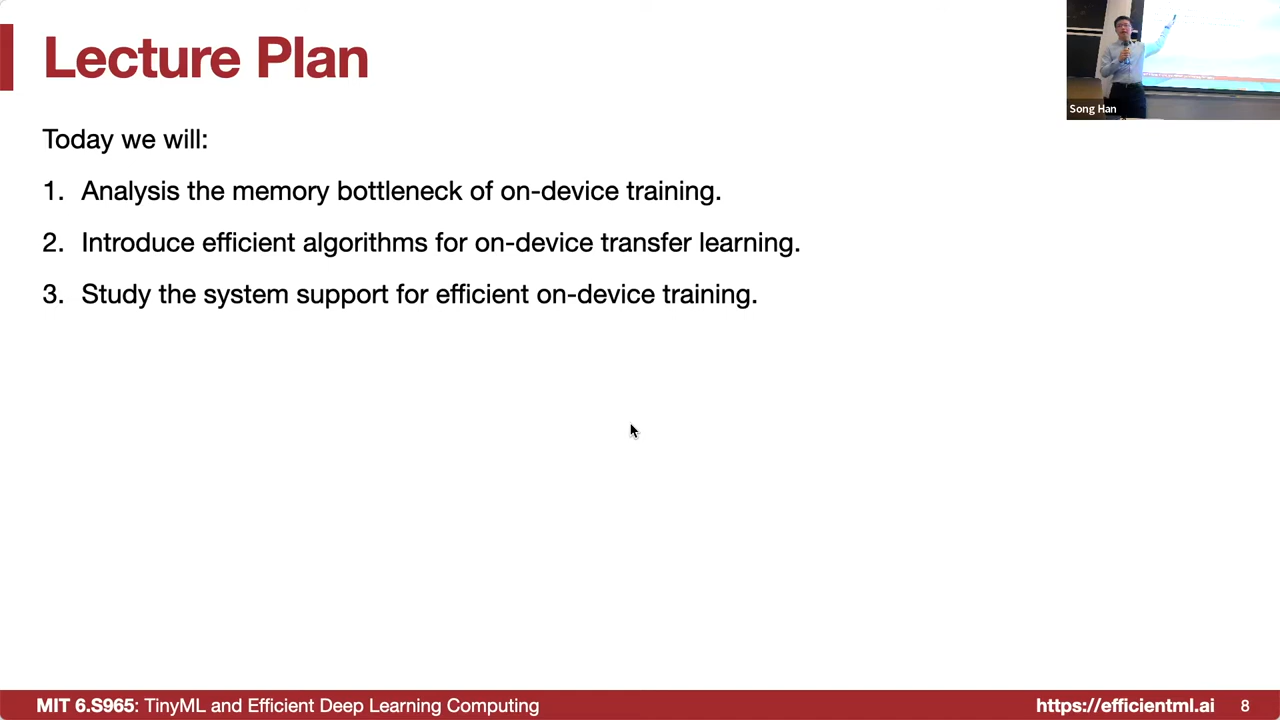 Lecture Plan
Song Han
Today we will:
1. Analysis the memory bottleneck of on-device training.
2. Introduce efficient algorithms for on-device transfer learning.
3. Study the system support for efficient on-device training.
MIT 6.S965: TinyML and Efficient Deep Learning Computing
https://efficientml.ai 8